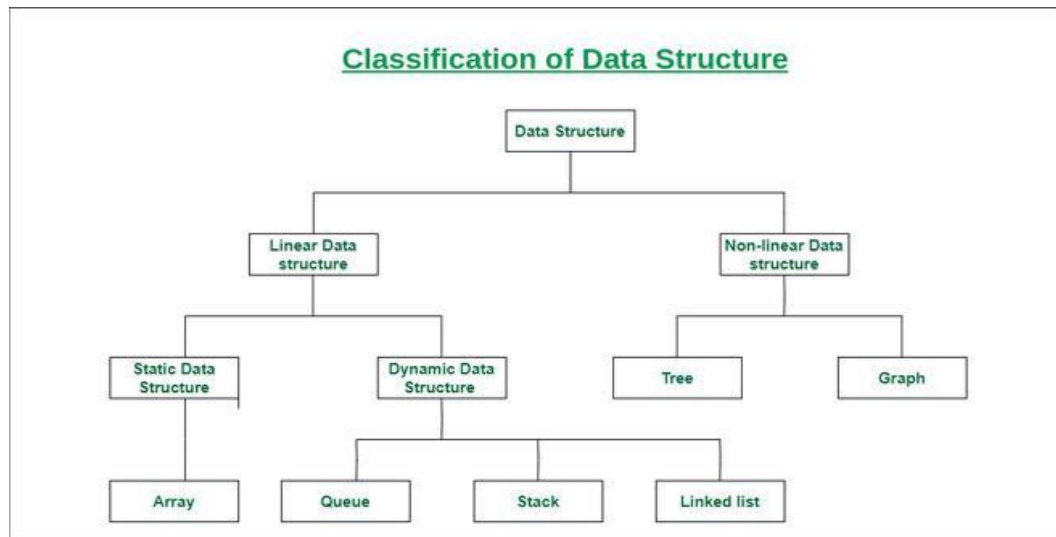 Classification of Data Structure
Data Structure
Linear Data
structure
Non-linear Data
structure
Static Data
Structure
Dynamic Data
Structure
Tree
Graph
Array
Queue
Stack
Linked list